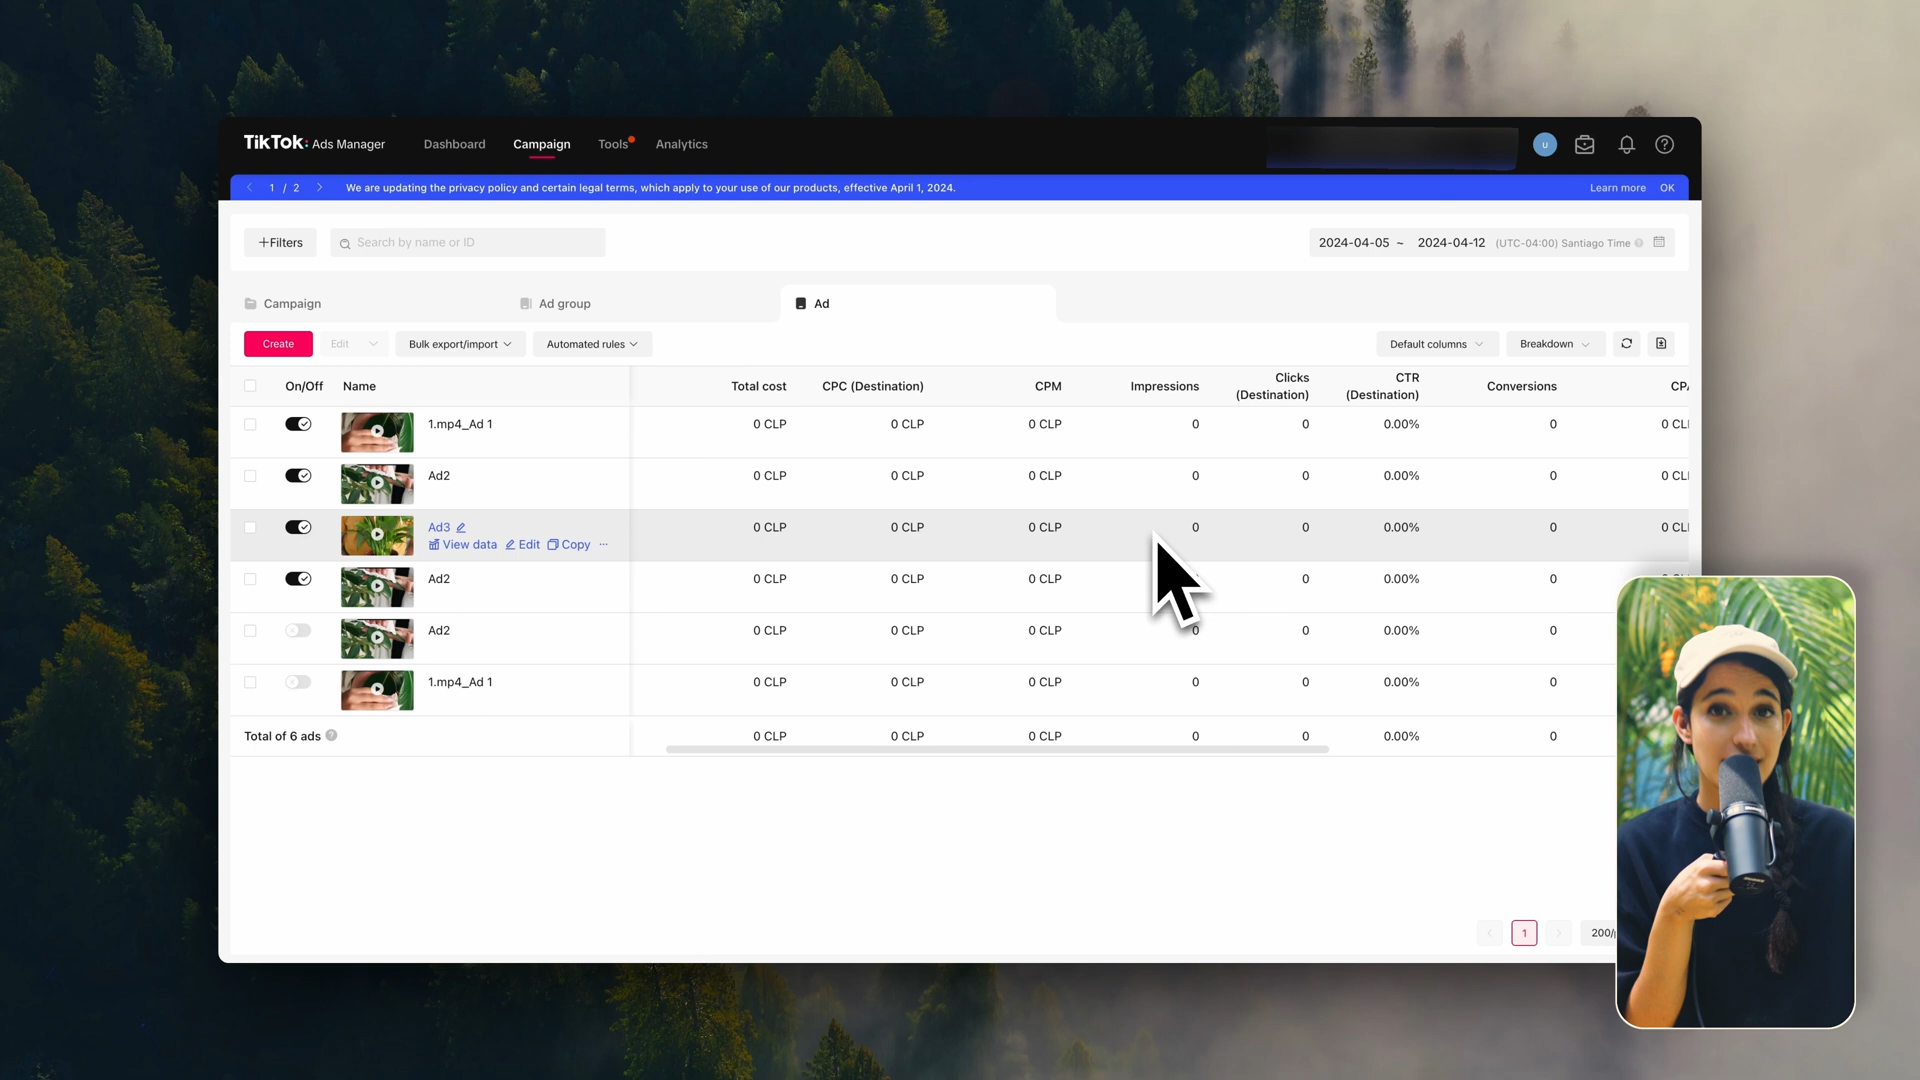 TikTok: Ads Manager Dashboard Campaign Tools Analytics U
1 / 2 We are updating the privacy policy and certain legal terms, which apply to your use of our products, effective April 1, 2024. Learn more OK
+Filters Search by name or ID 2024-04-05 ~ 2024-04-12 (UTC-04:00) Santiago Time
Campaign Ad group Ad
Create Edit Bulk export/import Automated rules Default columns Breakdown
On/Off Name Total cost CPC (Destination) CPM Impressions Clicks (Destination) CTR (Destination) Conversions CPA
1.mp4_Ad 1 0 CLP 0 CLP 0 CLP 0 0 0.00% 0 0 CL
Ad2 0 CLP 0 CLP 0 CLP 0 0 0.00% 0 0 CL
Ad3 0 CLP 0 CLP 0 CLP 0 0 0.00% 0 0 CL
View data Edit Copy ...
Ad2 0 CLP 0 CLP 0 CLP 0 0.00% 0
Ad2 0 CLP 0 CLP 0 CLP 0 0 0.00% 0
1.mp4_Ad 1 0 CLP 0 CLP 0 CLP 0 0 0.00% 0
Total of 6 ads 0 CLP 0 CLP 0 CLP 0 0 0.00% 0
1 200/